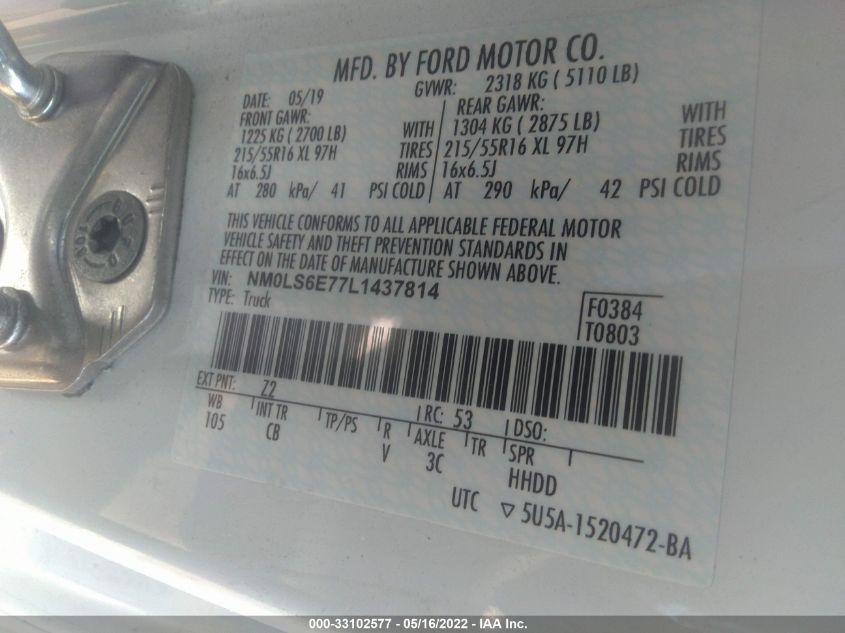 MFD. BY FORD MOTOR CO.
DATE: 05/19 GVWR: 2318 KG ( 5110 LB)
FRONT GAWR: REAR GAWR:
1225 KG ( 2700 LB) WITH 1304 KG ( 2875 LB) WITH
215/55R16 XL 97H TIRES 215/55R16 XL 97H TIRES
16x6.5J RIMS 16x6.5J RIMS
AT 280 kPa/ 41 PSI COLD AT 290 kPa/ 42 PSI COLD
THIS VEHICLE CONFORMS TO ALL APPLICABLE FEDERAL MOTOR
VEHICLE SAFETY AND THEFT PREVENTION STANDARDS IN
EFFECT ON THE DATE OF MANUFACTURE SHOWN ABOVE.
VIN: NM0LS6E77L1437814
TYPE: Truck
F0384
T0803
EXT PNT: Z2 RC: 53 DSO:
WB INT TR TP/PS R AXLE TR SPR
105 CB V 3C HHDD
UTC ▽ 5U5A-1520472-BA
000-33102577 - 05/16/2022 - IAA Inc.